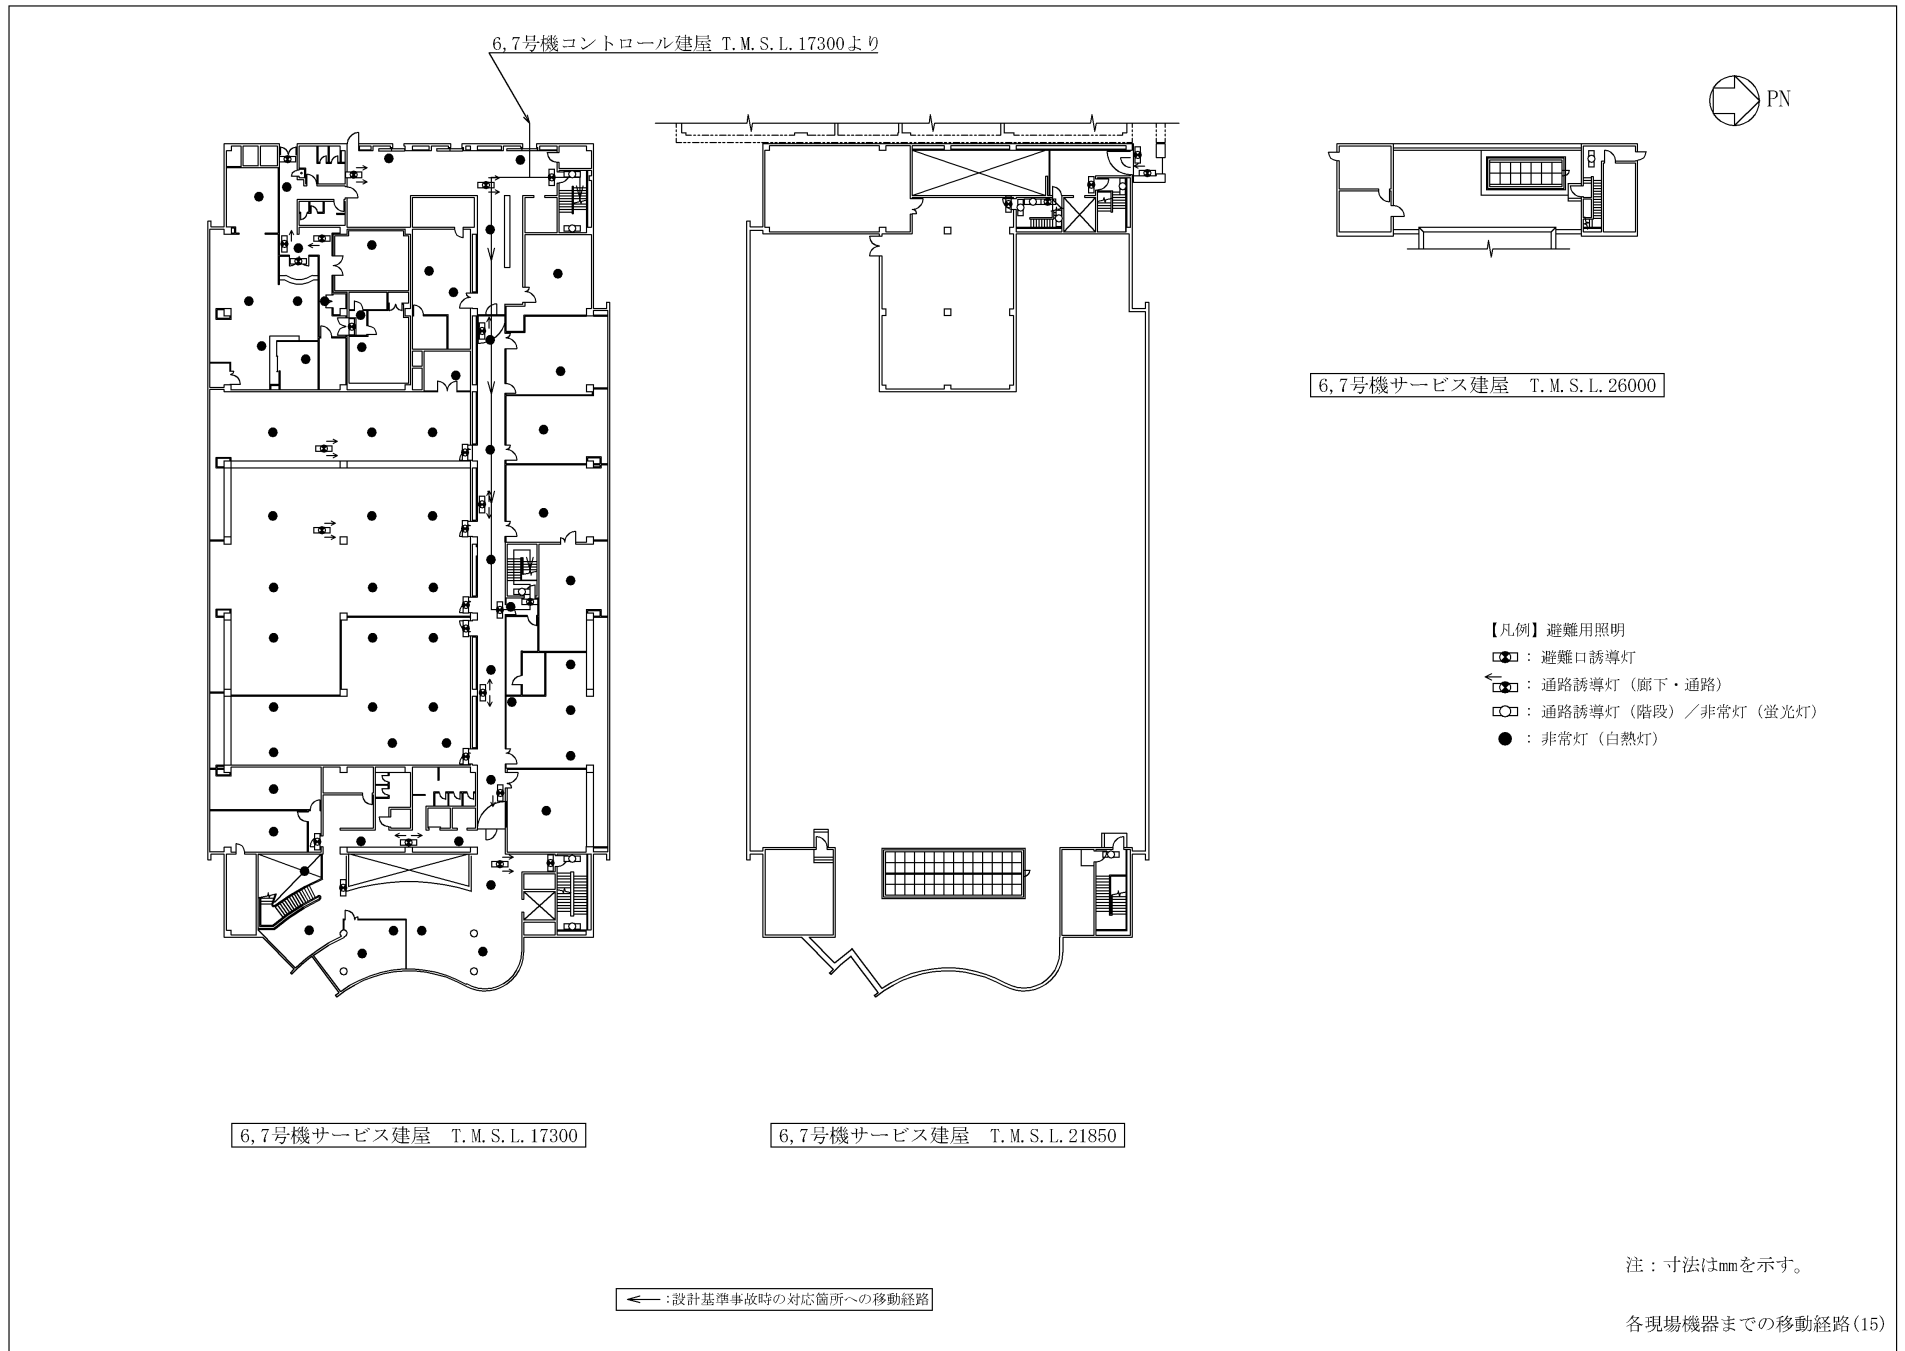 6,7号機コントロール建屋 T.M.S.L.17300より
PN
6,7号機サービス建屋　T.M.S.L.26000
【凡例】避難用照明
：避難口誘導灯
：通路誘導灯（廊下・通路）
：通路誘導灯（階段）／非常灯（蛍光灯）
：非常灯（白熱灯）
6,7号機サービス建屋　T.M.S.L.17300
6,7号機サービス建屋　T.M.S.L.21850
：設計基準事故時の対応箇所への移動経路
注：寸法はmmを示す。
各現場機器までの移動経路(15)